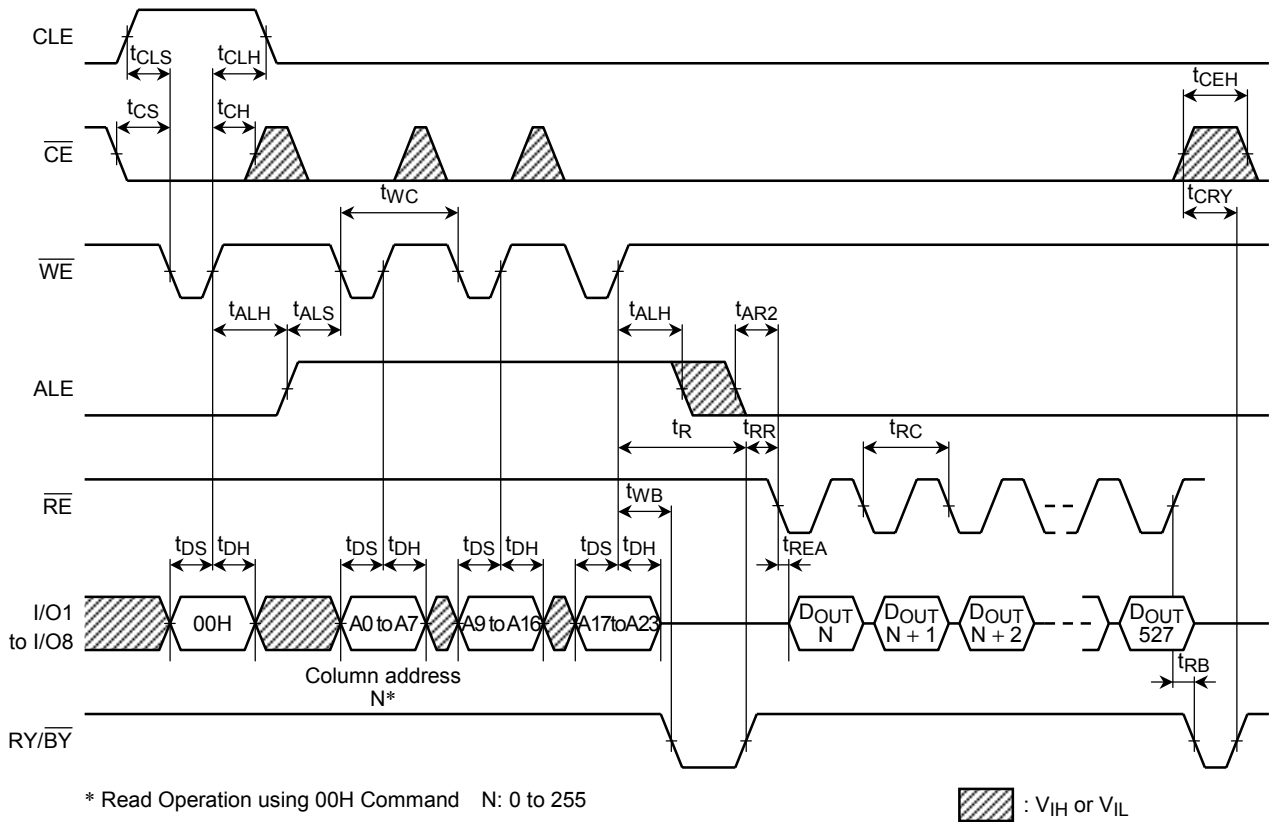 CLE
tCLS
tCLH
tCEH
tCS
tCH
CE
tWC
tCRY
WE
tALH
tALS
tALH
tAR2
ALE
tR
tRR
tRC
RE
tWB
tREA
tDS
tDH
tDS
tDH
tDS
tDH
tDS
tDH
I/O1
to I/O8
00H
A0 to A7
A9 to A16
A17 to A23
DOUT
N
DOUT
N + 1
DOUT
N + 2
DOUT
527
Column address
N*
tRB
RY/BY
* Read Operation using 00H Command N: 0 to 255
: VIH or VIL